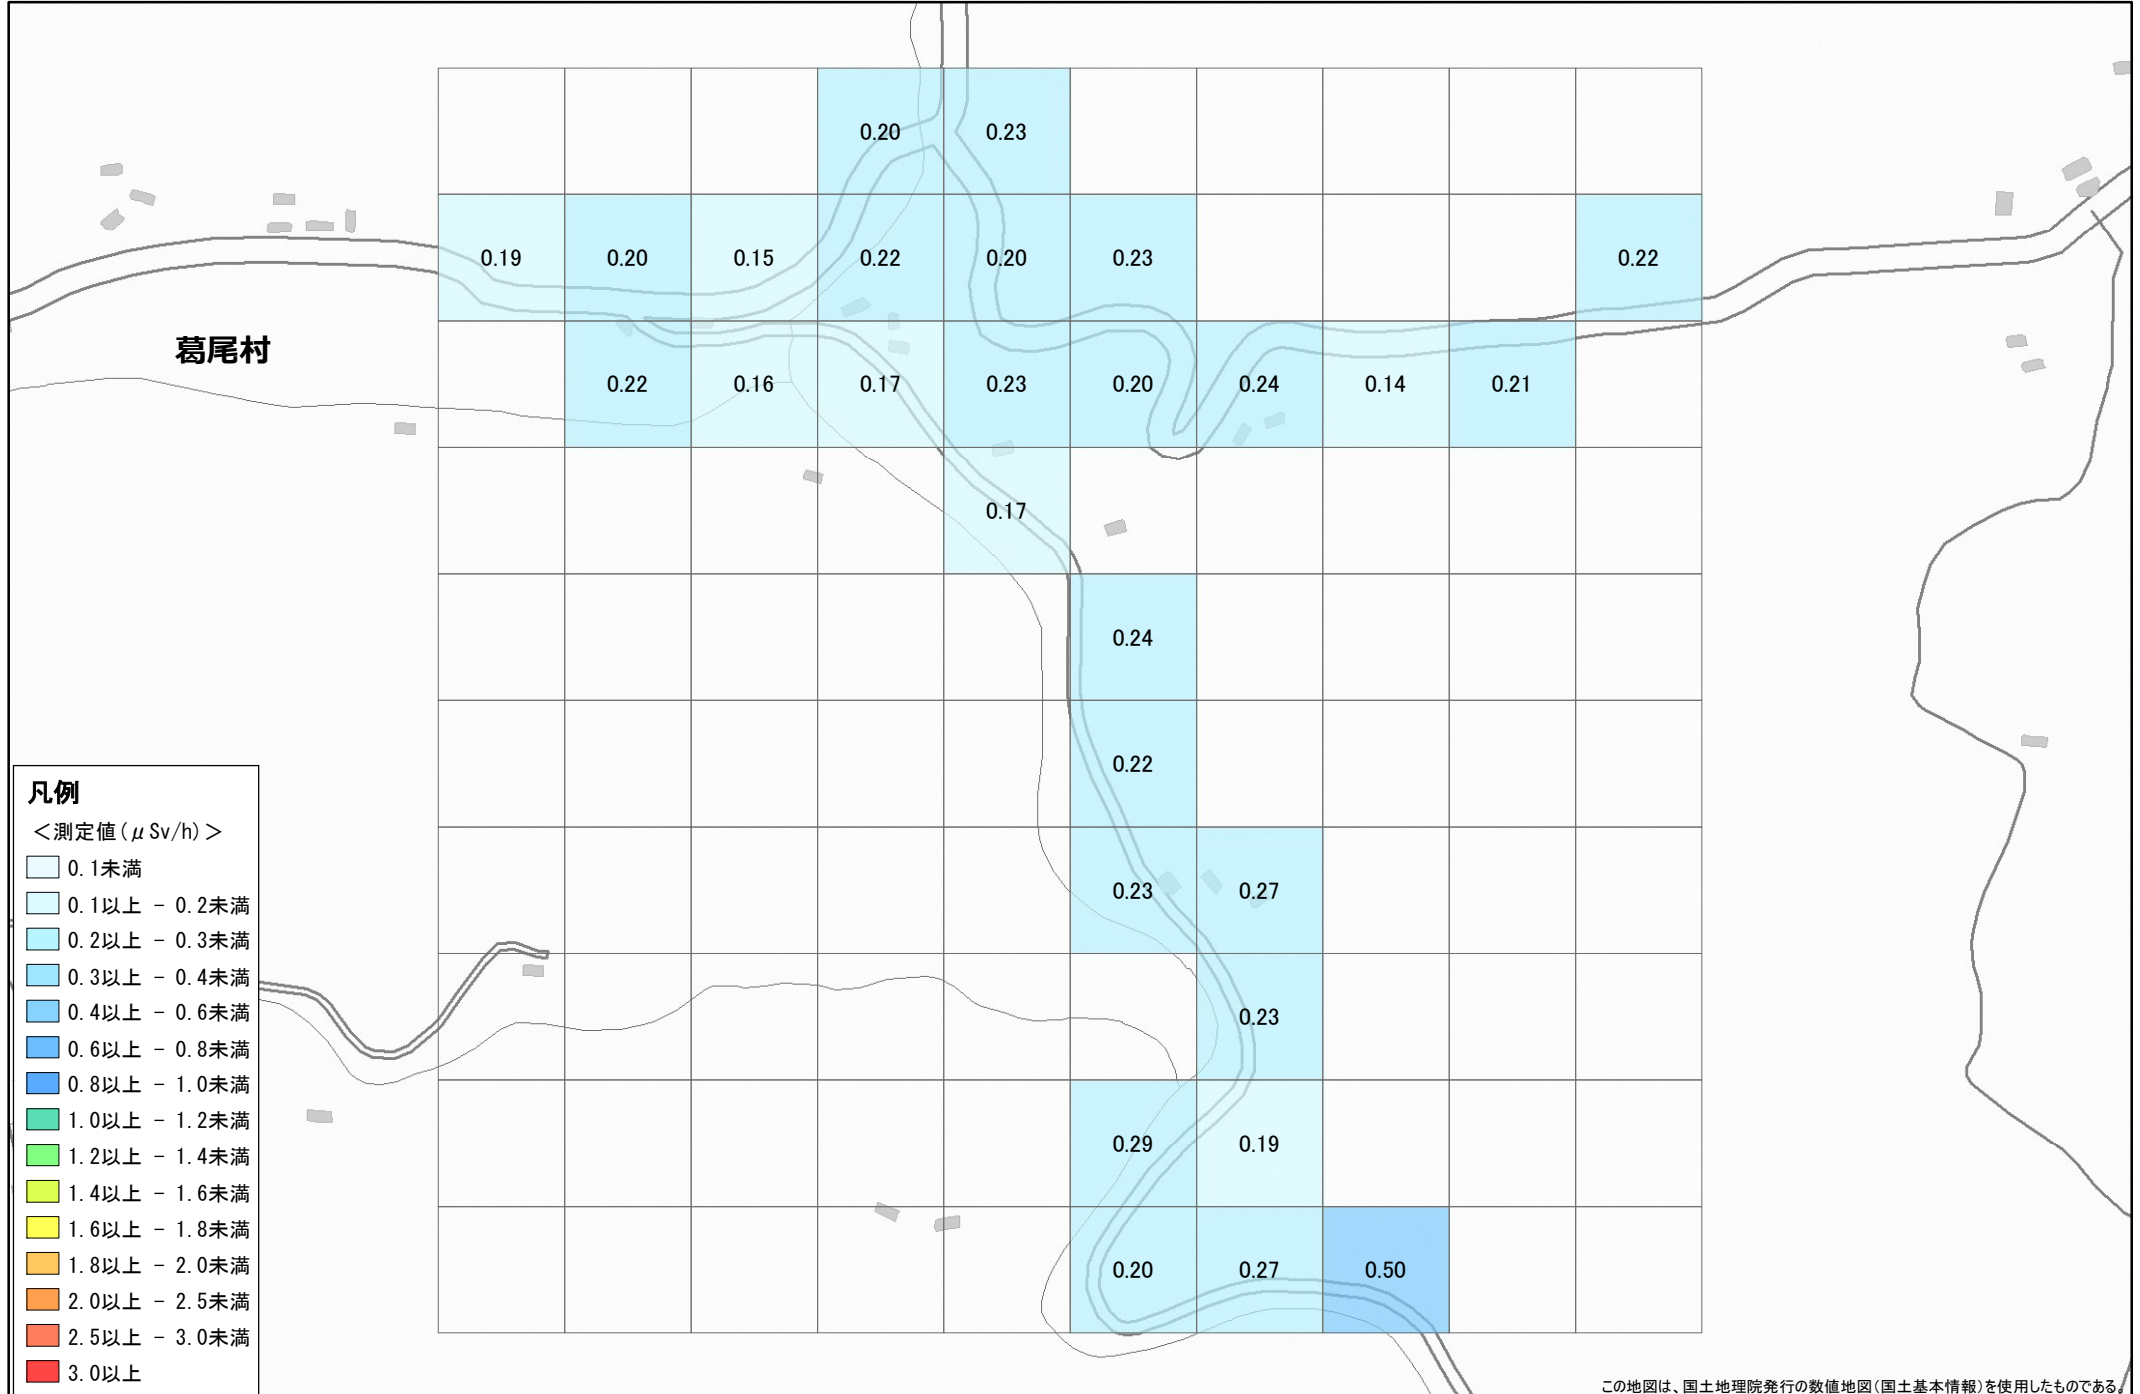 0.20 0.23
0.19 0.20 0.15 0.22 0.20 0.23 0.22
葛尾村
0.22 0.16 0.17 0.23 0.20 0.24 0.14 0.21
0.17
0.24
0.22
0.23 0.27
0.23
0.29 0.19
0.20 0.27 0.50
凡例
＜測定値(μSv/h)＞
0.1未満
0.1以上 － 0.2未満
0.2以上 － 0.3未満
0.3以上 － 0.4未満
0.4以上 － 0.6未満
0.6以上 － 0.8未満
0.8以上 － 1.0未満
1.0以上 － 1.2未満
1.2以上 － 1.4未満
1.4以上 － 1.6未満
1.6以上 － 1.8未満
1.8以上 － 2.0未満
2.0以上 － 2.5未満
2.5以上 － 3.0未満
3.0以上
この地図は、国土地理院発行の数値地図(国土基本情報)を使用したものである。